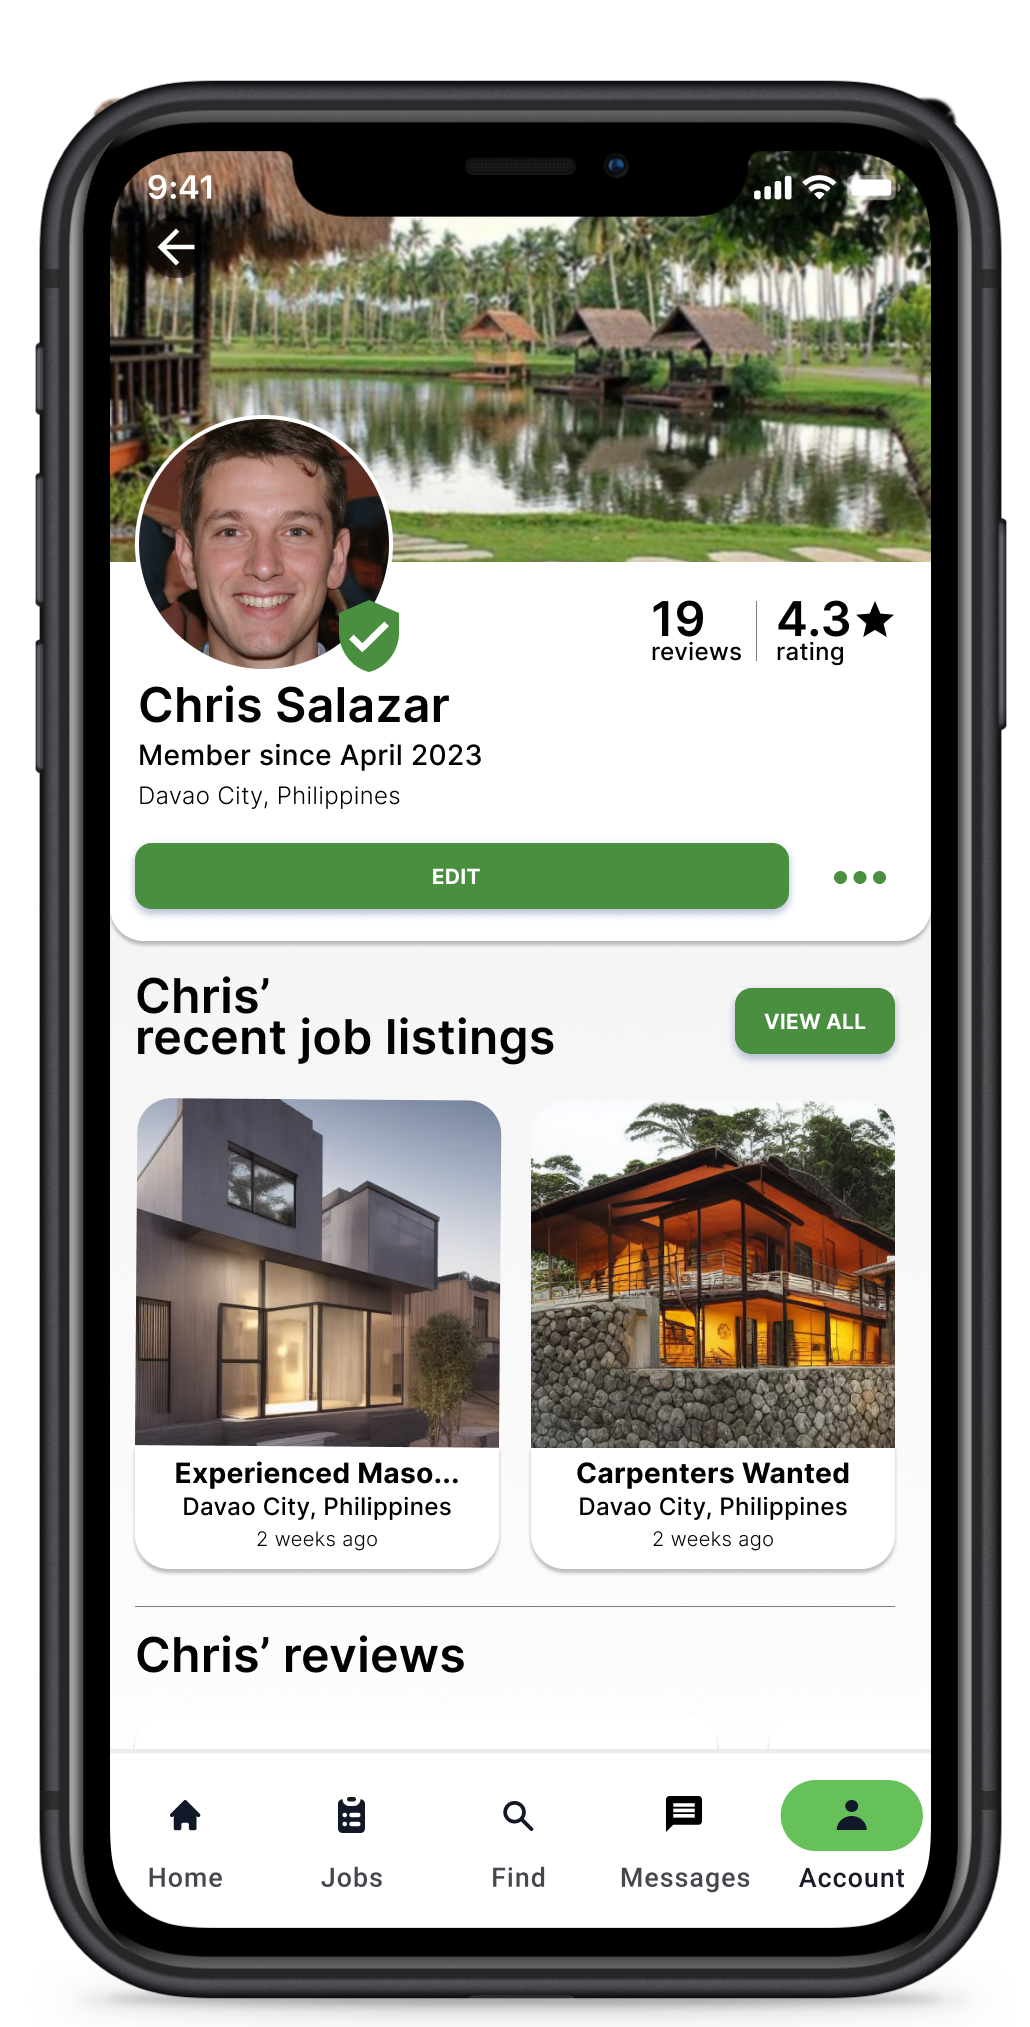 9:41
19
reviews
4.3
rating
Chris Salazar
Member since April 2023
Davao City, Philippines
EDIT
Chris’
recent job listings
VIEW ALL
Experienced Maso...
Davao City, Philippines
2 weeks ago
Carpenters Wanted
Davao City, Philippines
2 weeks ago
Chris’ reviews
Home
Jobs
Find
Messages
Account